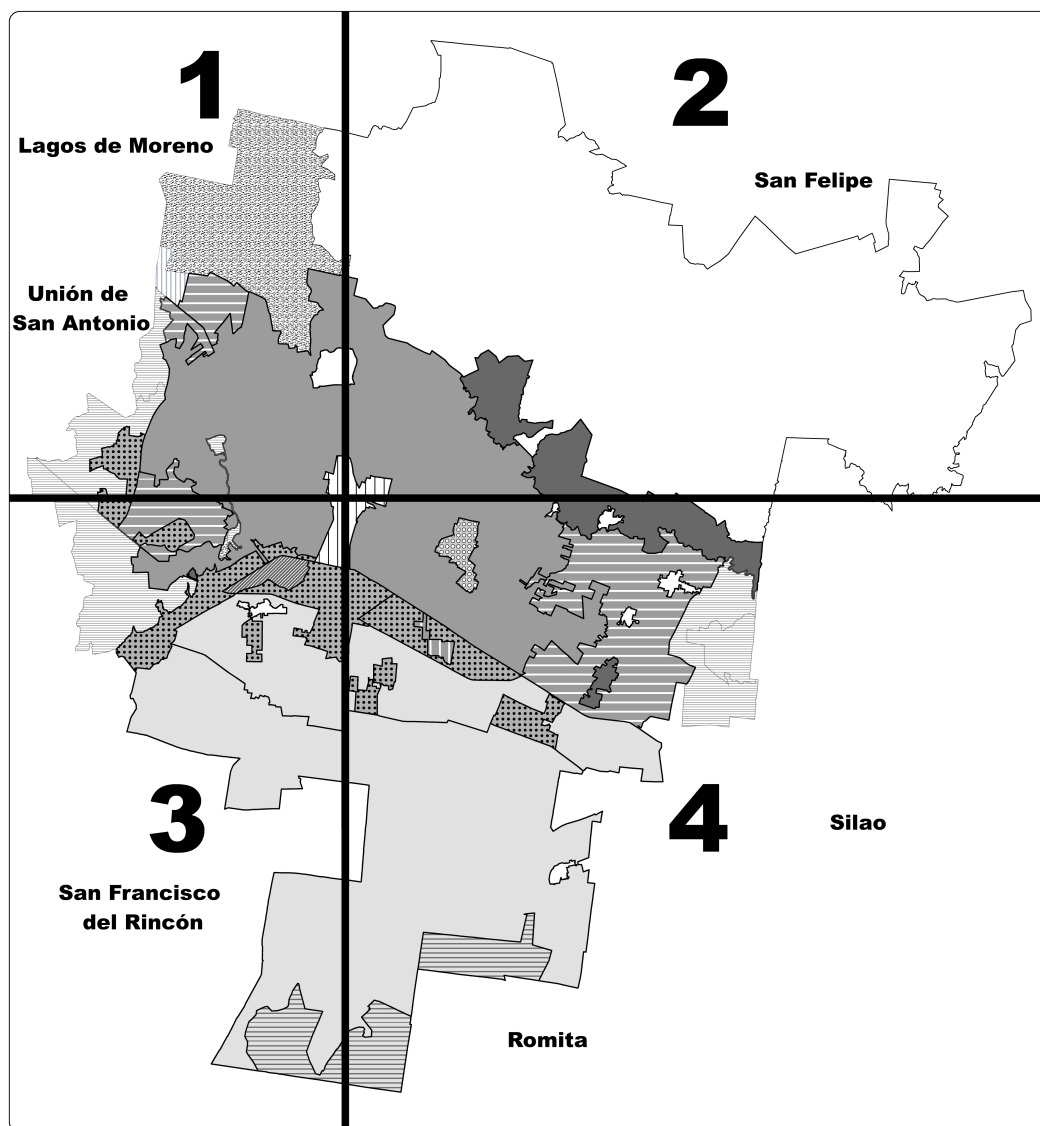 1
2
Lagos de Moreno
San Felipe
Unión de
San Antonio
3
4
Silao
San Francisco
del Rincón
Romita